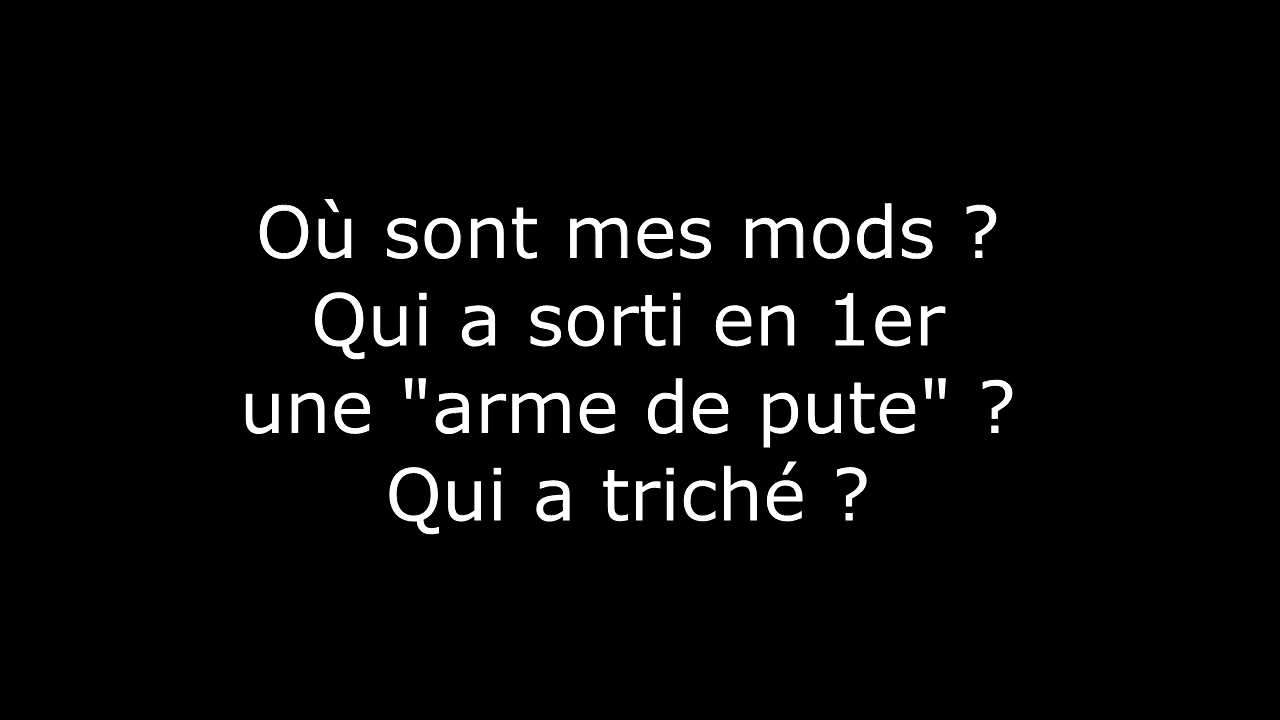 Où sont mes mods ?
Qui a sorti en 1er
une "arme de pute" ?
Qui a triché ?